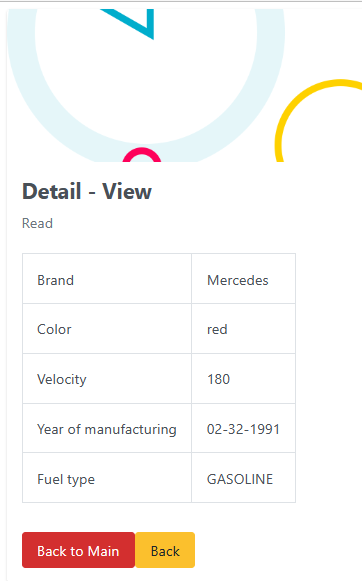 Detail - View
Read
Brand Mercedes
Color red
Velocity 180
Year of manufacturing 02-32-1991
Fuel type GASOLINE
Back to Main Back